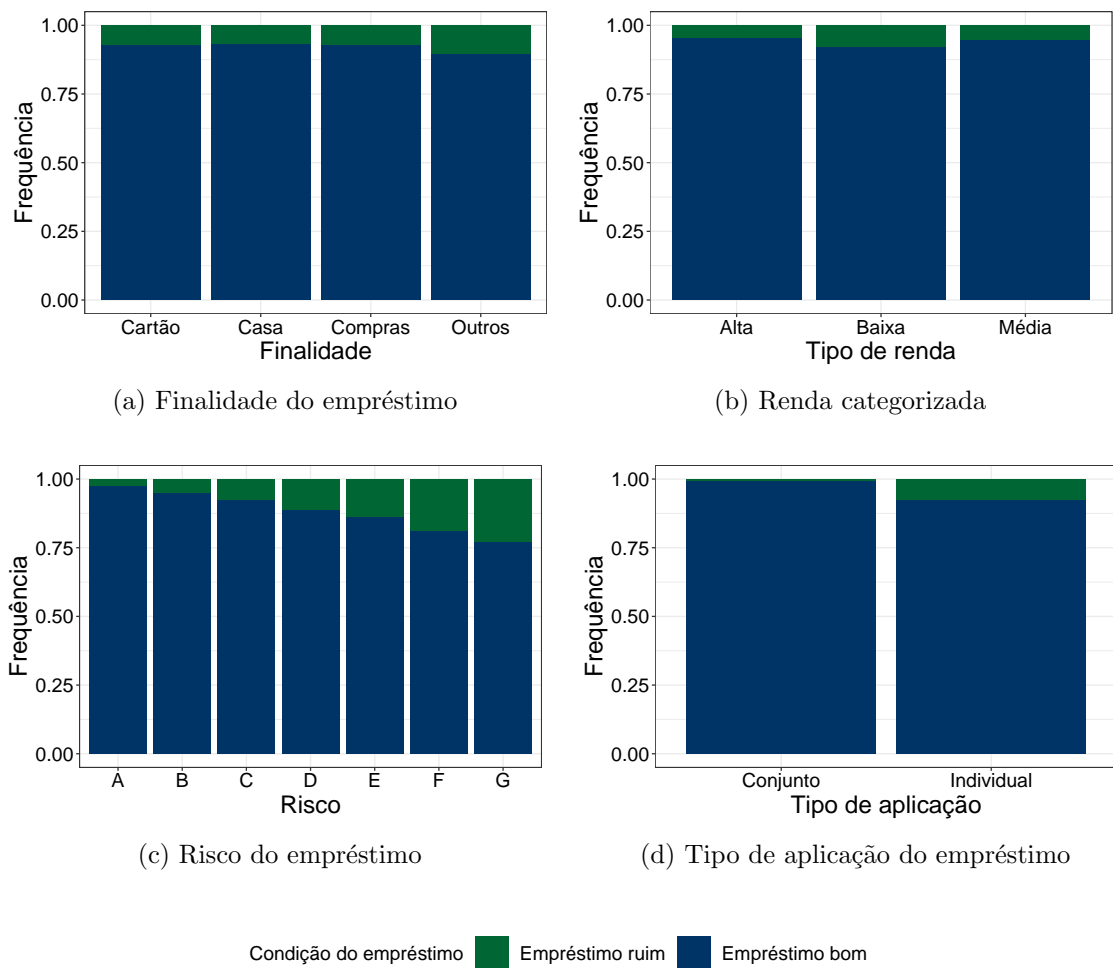 1.00
0.75
0.50
0.25
0.00
Frequência
Cartão Casa Compras Outros
Finalidade
(a) Finalidade do empréstimo
1.00
0.75
0.50
0.25
0.00
Frequência
Alta Baixa Média
Tipo de renda
(b) Renda categorizada
1.00
0.75
0.50
0.25
0.00
Frequência
A B C D E F G
Risco
(c) Risco do empréstimo
1.00
0.75
0.50
0.25
0.00
Frequência
Conjunto Individual
Tipo de aplicação
(d) Tipo de aplicação do empréstimo
Condição do empréstimo Empréstimo ruim Empréstimo bom